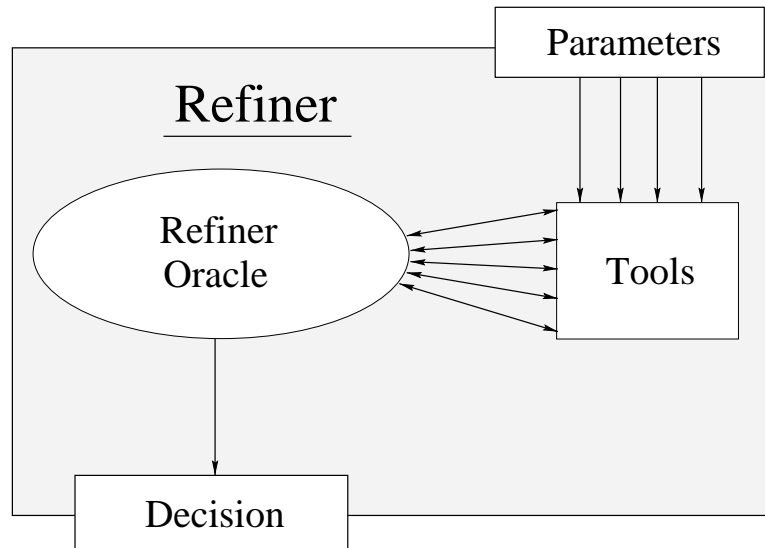 Parameters
Refiner
Refiner
Oracle
Tools
Decision